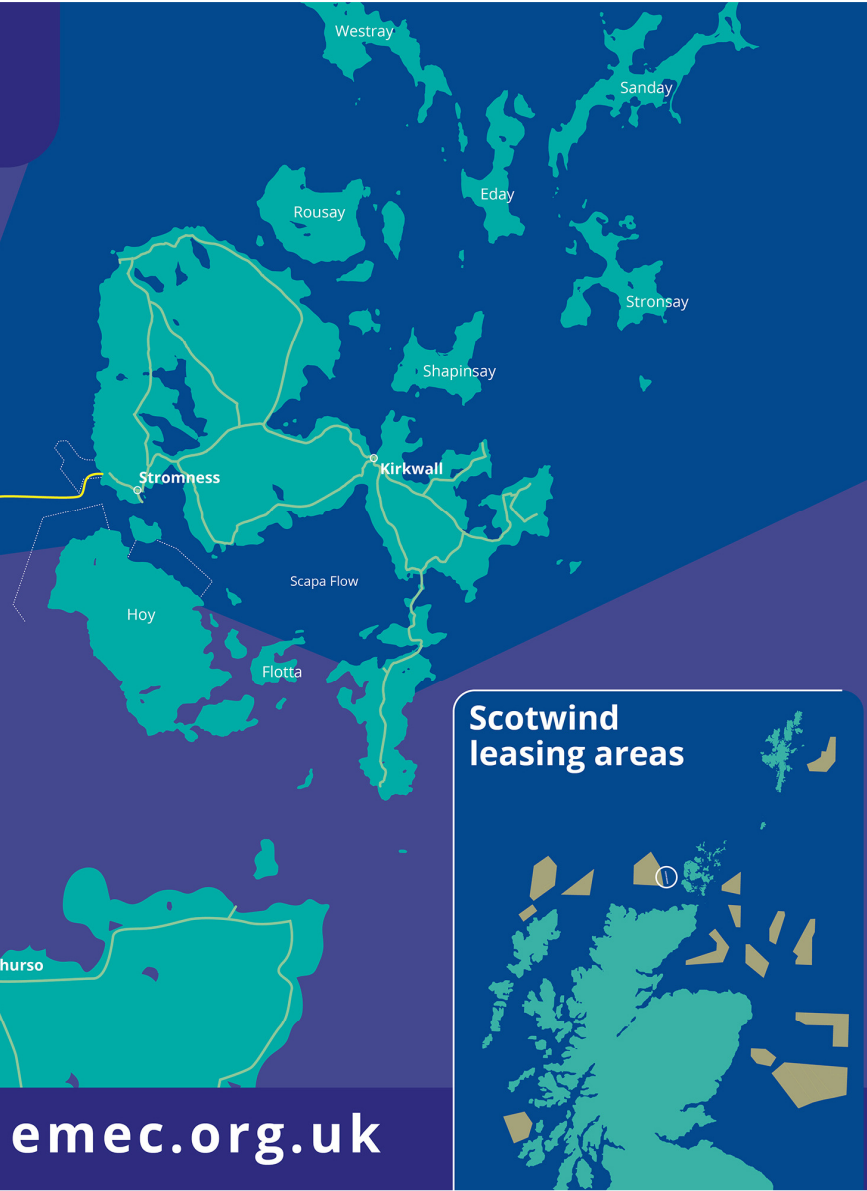 Westray
Sanday
Eday
Rousay
Stronsay
Shapinsay
Kirkwall
Stromness
Scapa Flow
Hoy
Flotta
Scotwind
leasing areas
hurso
emec.org.uk